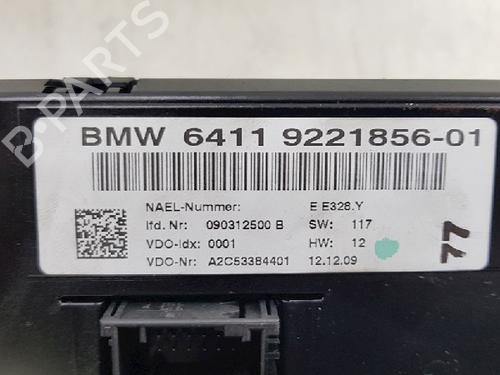 B-PARTS
BMW 6411 9221856-01
NAEL-Nummer: E E328.Y
lfd. Nr: 090312500 B SW: 117
VDO-Idx: 0001 HW: 12
VDO-Nr: A2C53384401 12.12.09
77